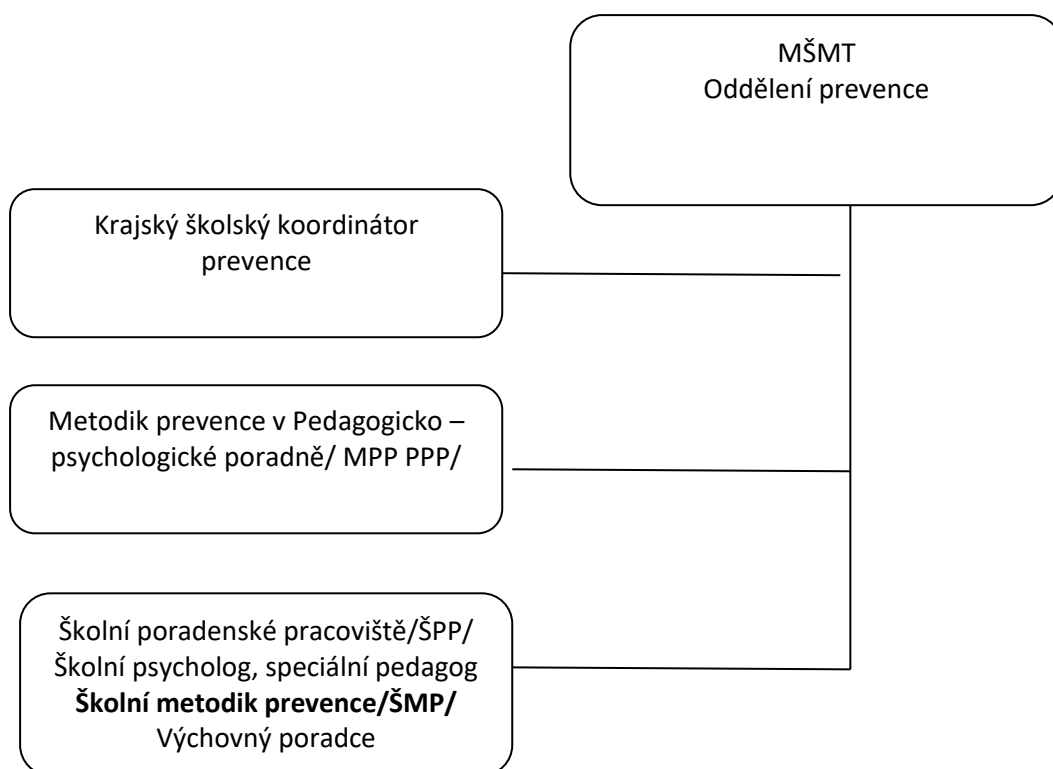 MŠMT
Oddělení prevence
Krajský školský koordinátor
prevence
Metodik prevence v Pedagogicko –
psychologické poradně/ MPP PPP/
Školní poradenské pracoviště/ŠPP/
Školní psycholog, speciální pedagog
Školní metodik prevence/ŠMP/
Výchovný poradce